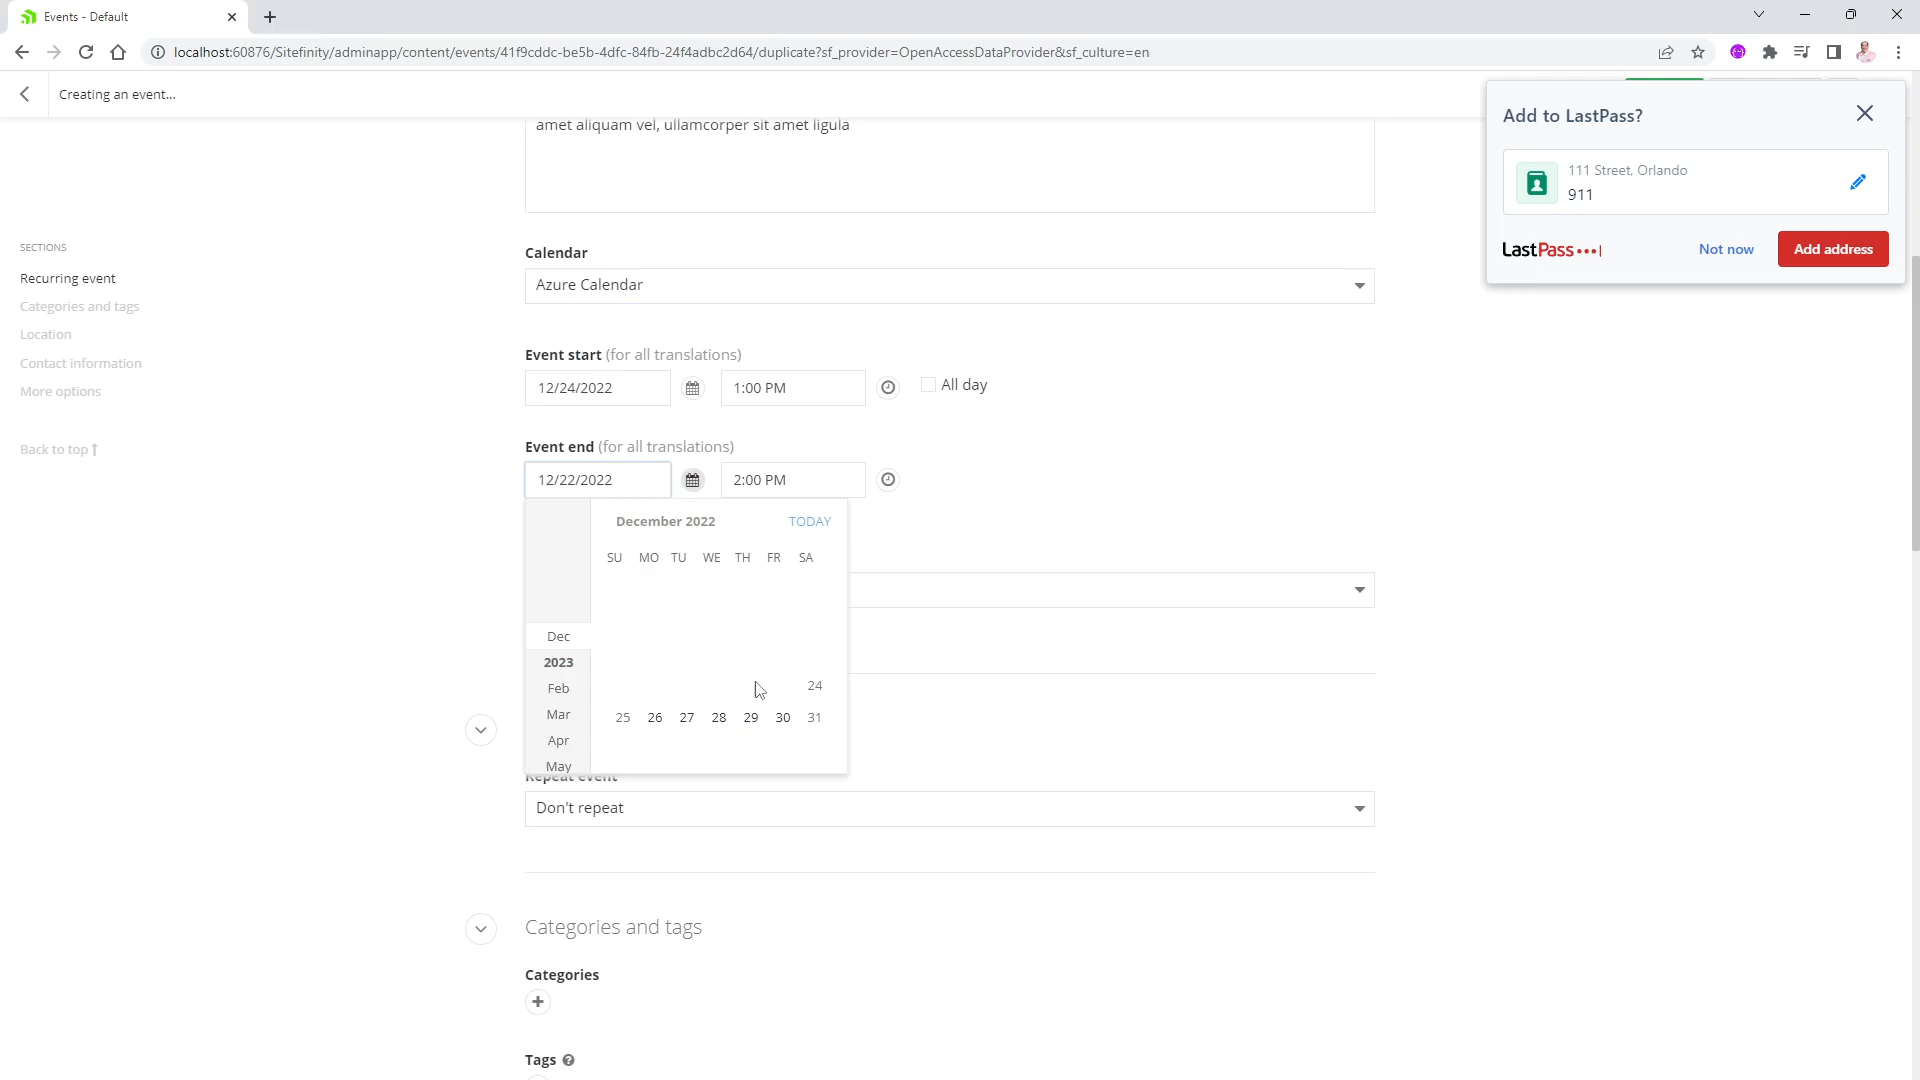 Events - Default
localhost:60876/Sitefinity/adminapp/content/events/41f9cddc-be5b-4dfc-84fb-24f4adbc2d64/duplicate?sf_provider=OpenAccessDataProvider&sf_culture=en
Creating an event...
amet aliquam vel, ullamcorper sit amet ligula
Add to LastPass?
111 Street, Orlando
911
LastPass
Not now
Add address
SECTIONS
Recurring event
Categories and tags
Location
Contact information
More options
Back to top
Calendar
Azure Calendar
Event start (for all translations)
12/24/2022
1:00 PM
All day
Event end (for all translations)
12/22/2022
2:00 PM
December 2022
TODAY
SU MO TU WE TH FR SA
24
25 26 27 28 29 30 31
Dec
2023
Feb
Mar
Apr
May
Repeat event
Don't repeat
Categories and tags
Categories
Tags